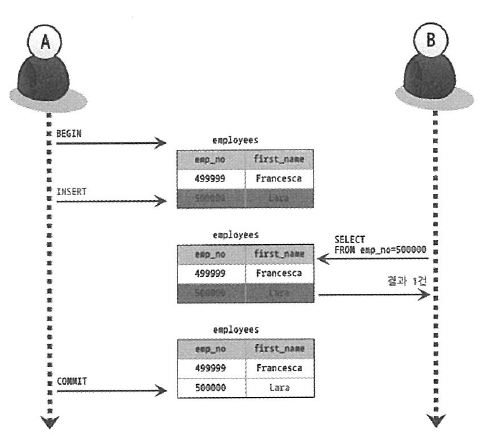 A
B
BEGIN
employees
emp_no first_name
499999 Francesca
INSERT
500000 Lara
employees
SELECT
FROM emp_no=500000
emp_no first_name
499999 Francesca
결과 1건
500000 Lara
employees
emp_no first_name
499999 Francesca
COMMIT
500000 Lara